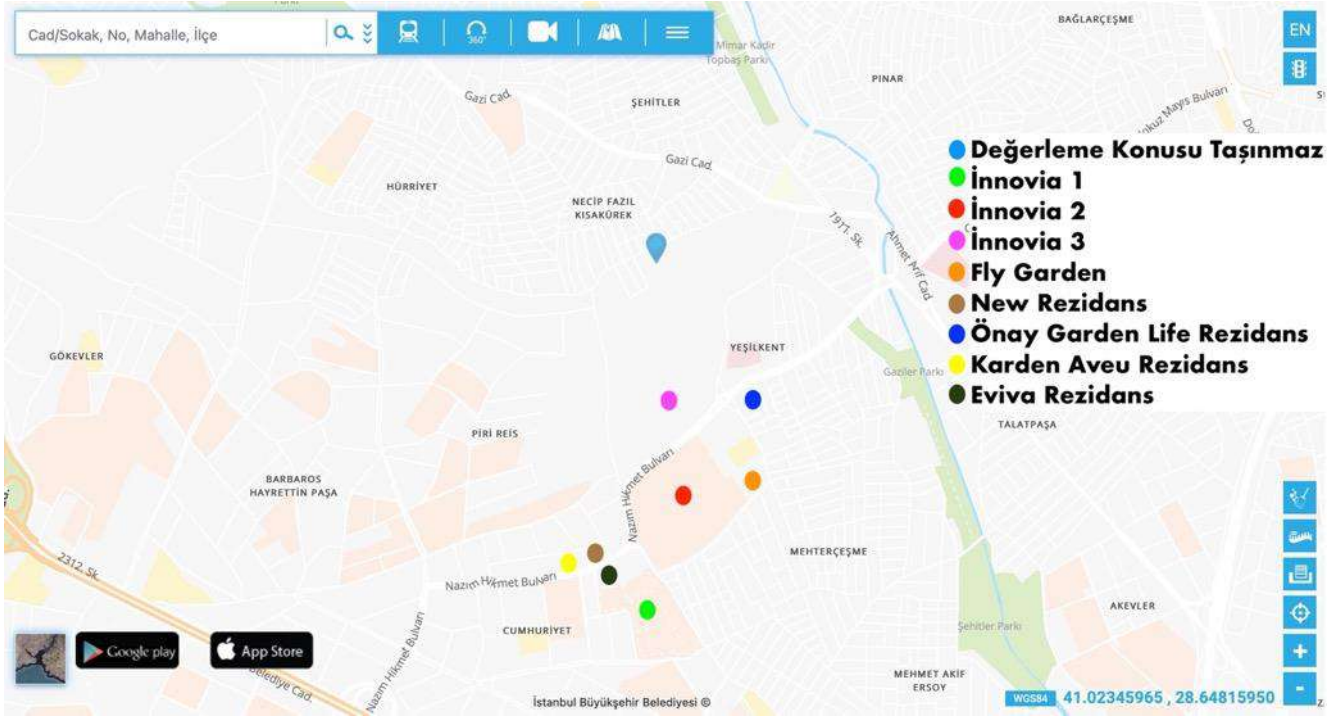 Parkı
BAĞLARÇEŞME
Cad/Sokak, No, Mahalle, İlçe
360°
EN
Mimar Kadir
Topbaş Parkı
PINAR
Gazi Cad.
ŞEHİTLER
Gazi Cad.
HÜRRİYET
NECİP FAZIL
KISAKÜREK
1911. Sk.
Ahmet Arif Cad
Değerleme Konusu Taşınmaz
İnnovia 1
İnnovia 2
İnnovia 3
Fly Garden
New Rezidans
Önay Garden Life Rezidans
Karden Aveu Rezidans
Eviva Rezidans
GÖKEVLER
YEŞİLKENT
Gaziler Parkı
TALATPAŞA
PİRİ REİS
BARBAROS
HAYRETTİN PAŞA
Nazım Hikmet Bulvarı
MEHTERÇEŞME
2312. Sk.
Nazım Hikmet Bulvarı
AKEVLER
CUMHURİYET
Şehitler Parkı
Google play
App Store
Belediye Cad.
Nazım Hikmet Bulvarı
MEHMET AKİF
ERSOY
İstanbul Büyükşehir Belediyesi ©
WGS84 41.02345965 , 28.64815950